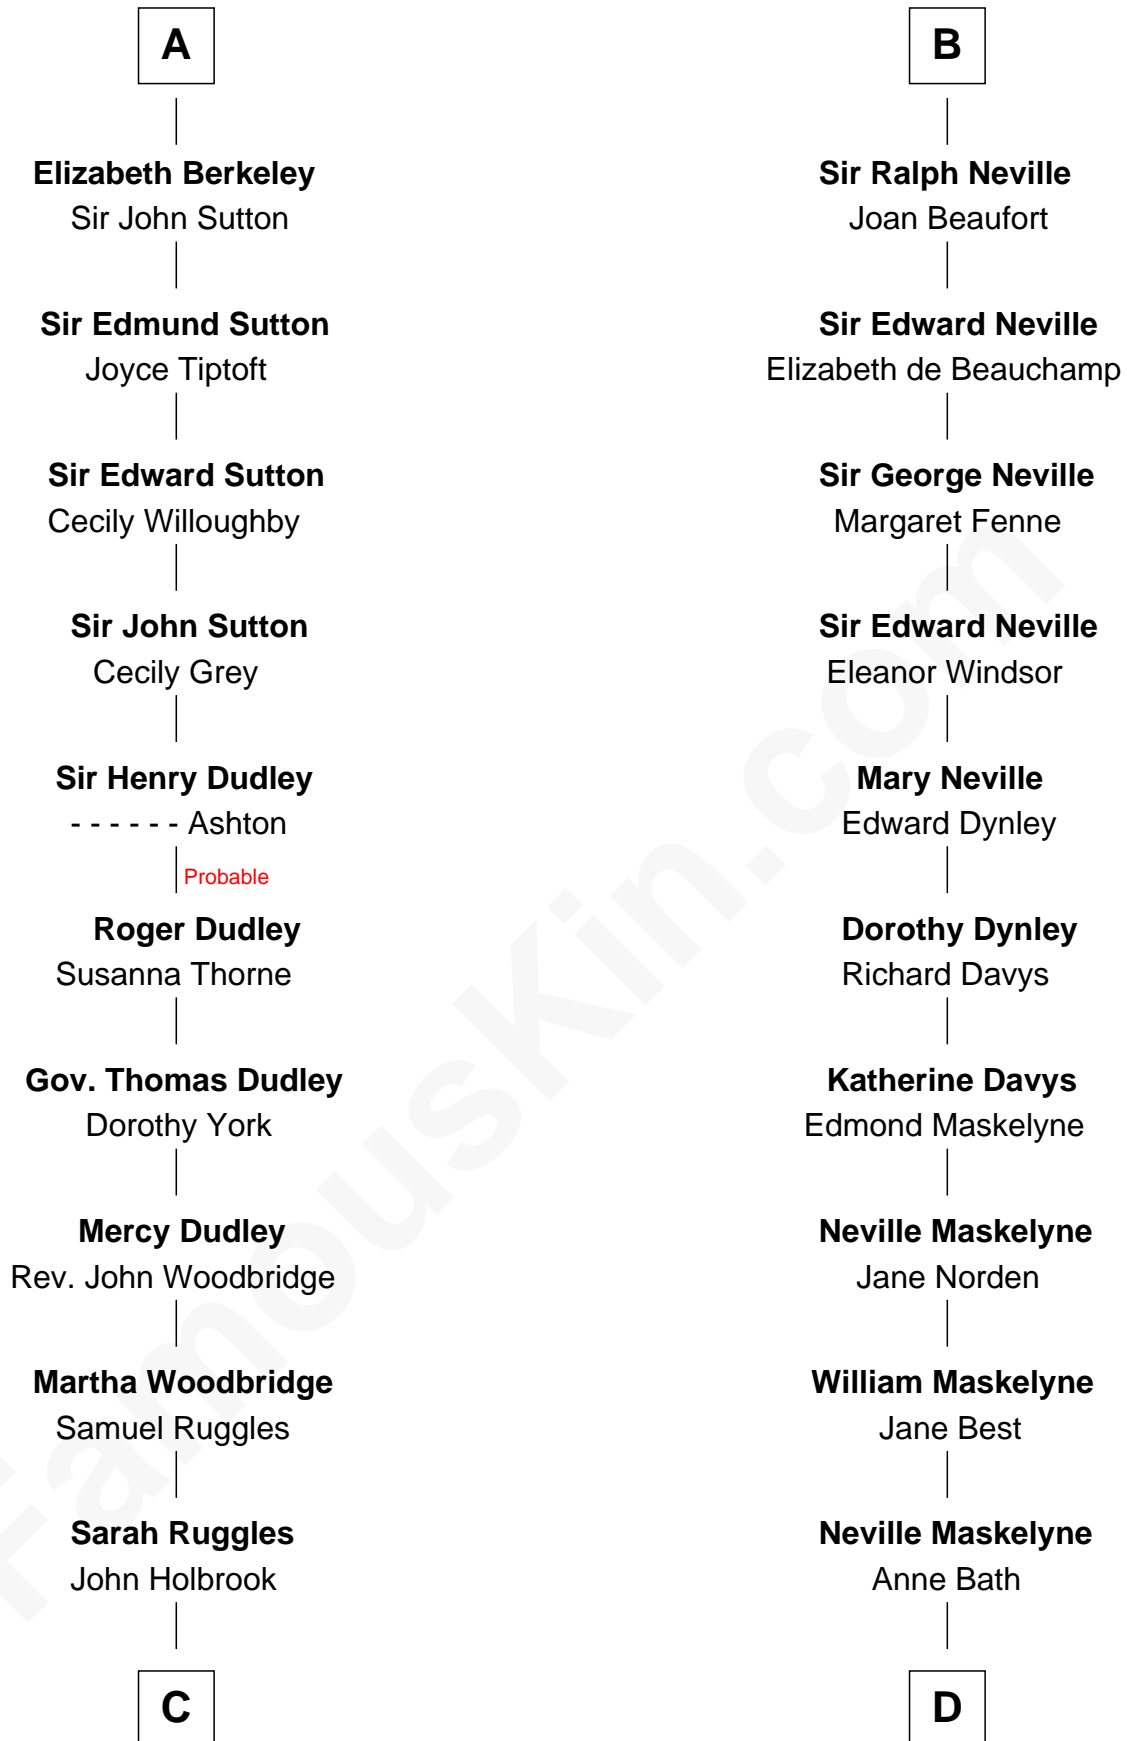 A
Elizabeth Berkeley
Sir John Sutton
Sir Edmund Sutton
Joyce Tiptoft
Sir Edward Sutton
Cecily Willoughby
Sir John Sutton
Cecily Grey
Sir Henry Dudley
- - - - - - Ashton
Probable
Roger Dudley
Susanna Thorne
Gov. Thomas Dudley
Dorothy York
Mercy Dudley
Rev. John Woodbridge
Martha Woodbridge
Samuel Ruggles
Sarah Ruggles
John Holbrook
C
B
Sir Ralph Neville
Joan Beaufort
Sir Edward Neville
Elizabeth de Beauchamp
Sir George Neville
Margaret Fenne
Sir Edward Neville
Eleanor Windsor
Mary Neville
Edward Dynley
Dorothy Dynley
Richard Davys
Katherine Davys
Edmond Maskelyne
Neville Maskelyne
Jane Norden
William Maskelyne
Jane Best
Neville Maskelyne
Anne Bath
D
FamousKin.com